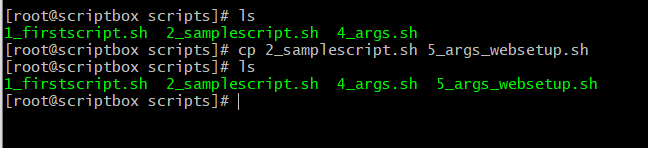 [root@scriptbox scripts]# ls
1_firstscript.sh  2_samplescript.sh  4_args.sh
[root@scriptbox scripts]# cp 2_samplescript.sh 5_args_websetup.sh
[root@scriptbox scripts]# ls
1_firstscript.sh  2_samplescript.sh  4_args.sh  5_args_websetup.sh
[root@scriptbox scripts]#